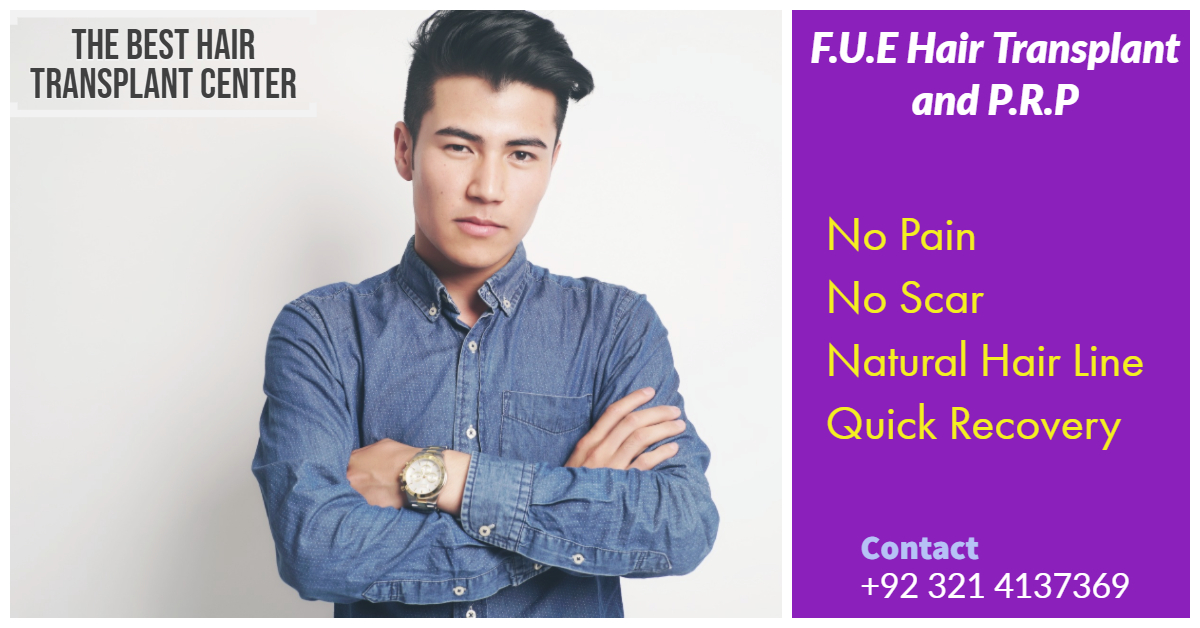 THE BEST HAIR
TRANSPLANT CENTER
F.U.E Hair Transplant
and P.R.P
No Pain
No Scar
Natural Hair Line
Quick Recovery
Contact
+92 321 4137369